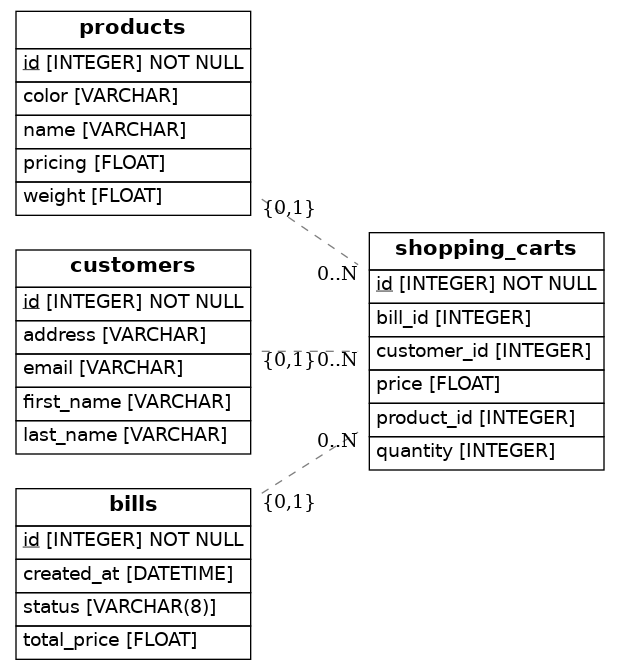 products
id [INTEGER] NOT NULL
color [VARCHAR]
name [VARCHAR]
pricing [FLOAT]
weight [FLOAT]
{0,1}
0..N
customers
id [INTEGER] NOT NULL
address [VARCHAR]
email [VARCHAR]
first_name [VARCHAR]
last_name [VARCHAR]
{0,1}
0..N
bills
id [INTEGER] NOT NULL
created_at [DATETIME]
status [VARCHAR(8)]
total_price [FLOAT]
{0,1}
0..N
shopping_carts
id [INTEGER] NOT NULL
bill_id [INTEGER]
customer_id [INTEGER]
price [FLOAT]
product_id [INTEGER]
quantity [INTEGER]